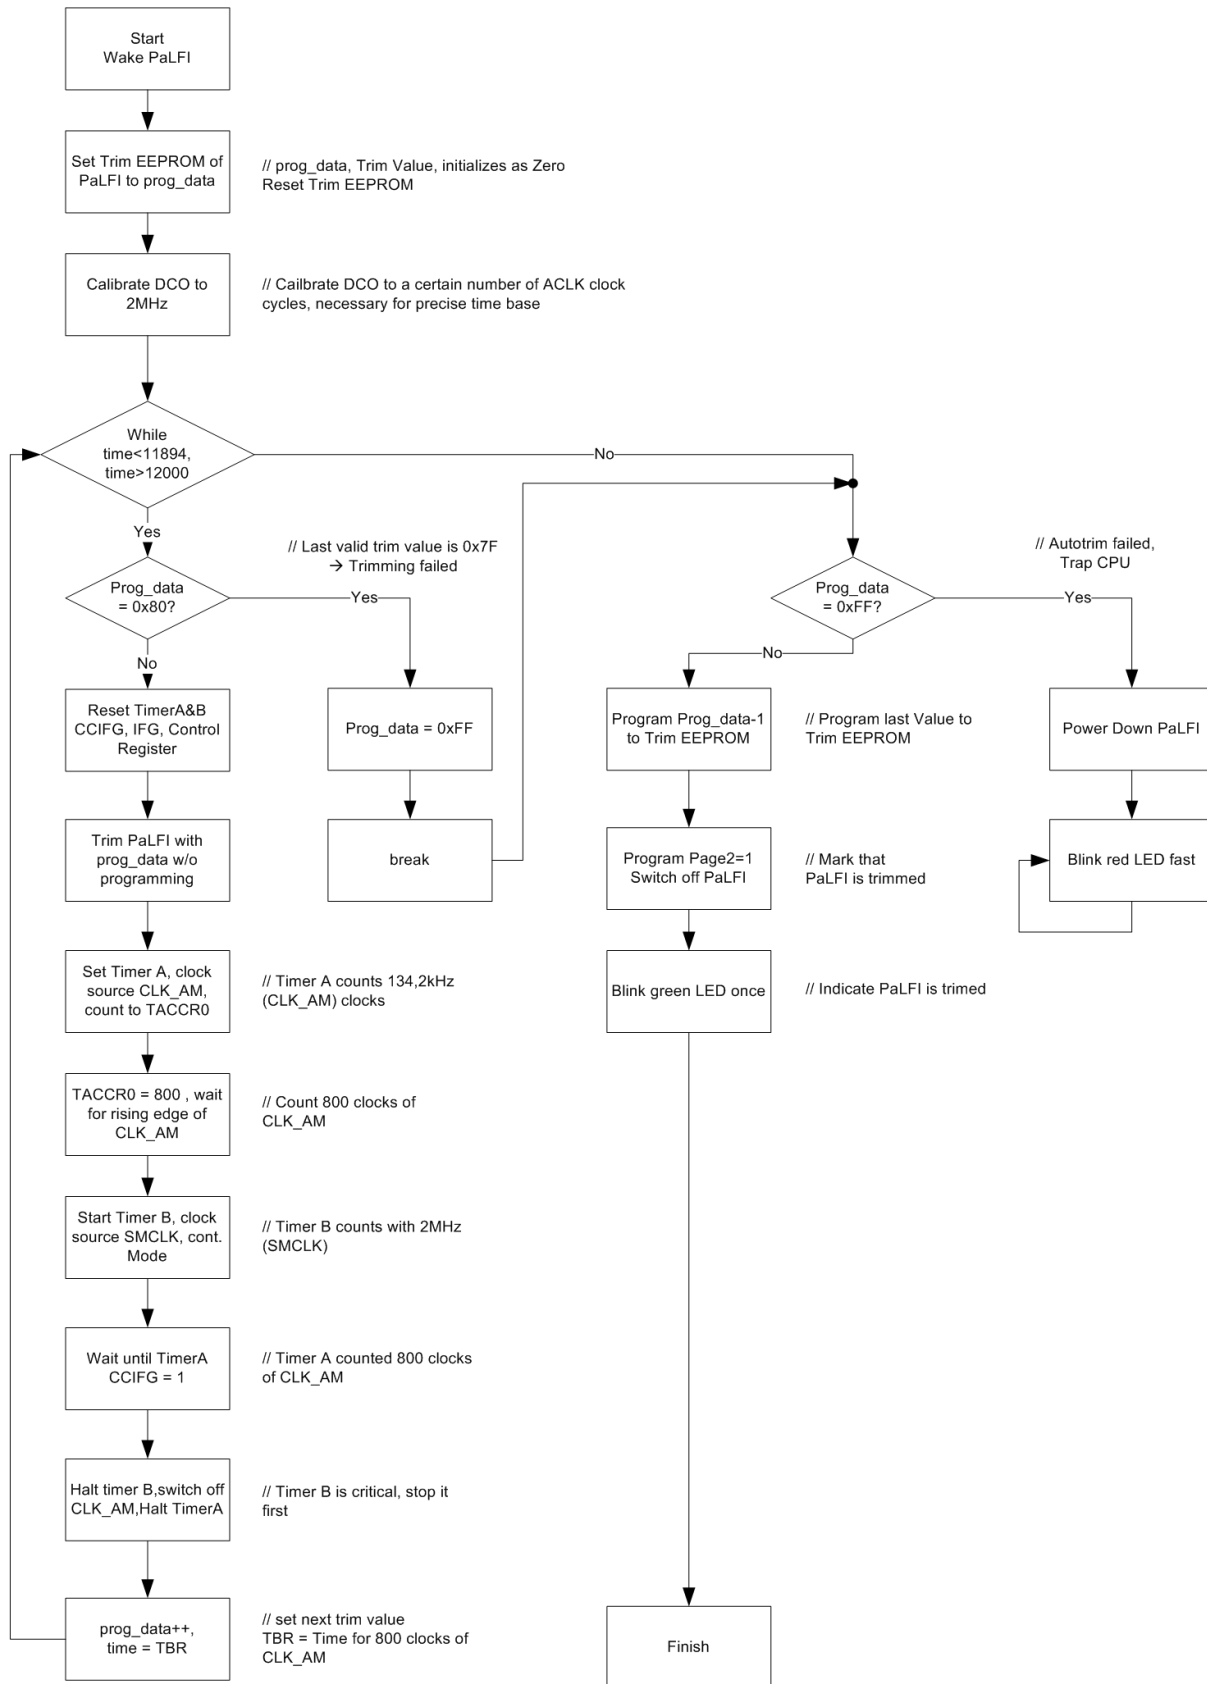 Start
Wake PaLFI
Set Trim EEPROM of
PaLFI to prog_data
// prog_data, Trim Value, initializes as Zero
Reset Trim EEPROM
Calibrate DCO to
2MHz
// Cailbrate DCO to a certain number of ACLK clock
cycles, necessary for precise time base
While
time<11894,
time>12000
No
Yes
// Last valid trim value is 0x7F
→ Trimming failed
Prog_data
= 0x80?
Yes
No
// Autotrim failed,
Trap CPU
Prog_data
= 0xFF?
Yes
No
Reset TimerA&B
CCIFG, IFG, Control
Register
Prog_data = 0xFF
Program Prog_data-1
to Trim EEPROM
// Program last Value to
Trim EEPROM
Power Down PaLFI
Trim PaLFI with
prog_data w/o
programming
break
Program Page2=1
Switch off PaLFI
// Mark that
PaLFI is trimmed
Blink red LED fast
Set Timer A, clock
source CLK_AM,
count to TACCR0
// Timer A counts 134,2kHz
(CLK_AM) clocks
Blink green LED once
// Indicate PaLFI is trimed
TACCR0 = 800 , wait
for rising edge of
CLK_AM
// Count 800 clocks of
CLK_AM
Start Timer B, clock
source SMCLK, cont.
Mode
// Timer B counts with 2MHz
(SMCLK)
Wait until TimerA
CCIFG = 1
// Timer A counted 800 clocks
of CLK_AM
Halt timer B,switch off
CLK_AM,Halt TimerA
// Timer B is critical, stop it
first
prog_data++,
time = TBR
// set next trim value
TBR = Time for 800 clocks of
CLK_AM
Finish